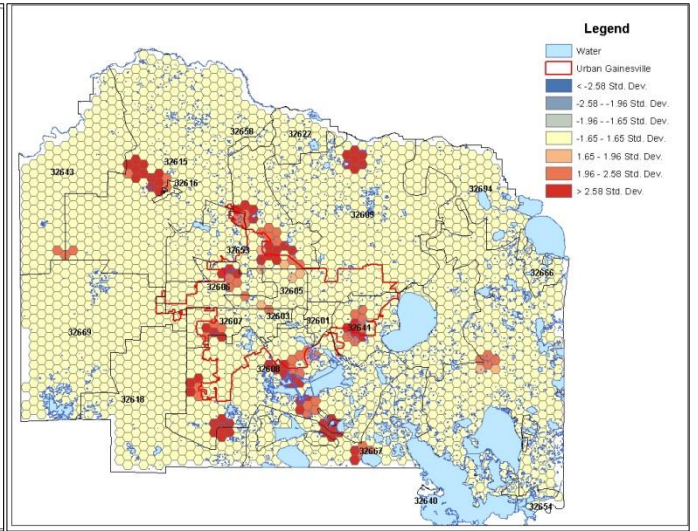 Legend
Water
Urban Gainesville
< -2.58 Std. Dev.
-2.58 - -1.96 Std. Dev.
-1.96 - -1.65 Std. Dev.
-1.65 - 1.65 Std. Dev.
1.65 - 1.96 Std. Dev.
1.96 - 2.58 Std. Dev.
> 2.58 Std. Dev.
32658
32622
32615
32643
32616
32694
32609
32653
32666
32606
32605
32603
32601
32607
32641
32669
32608
32618
32667
32640
32654